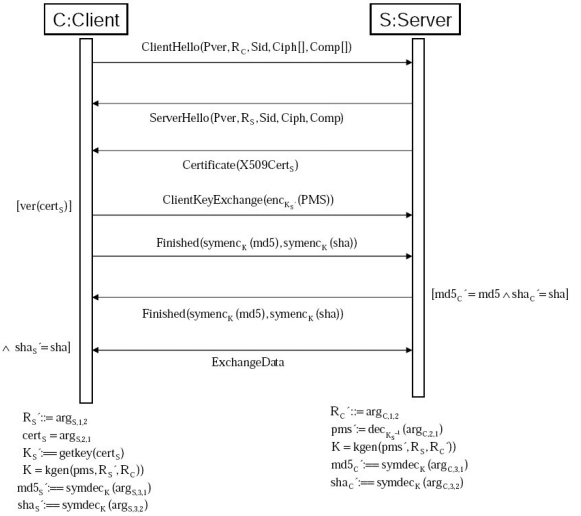 C:Client
S:Server
ClientHello(Pver, R_C, Sid, Ciph[], Comp[])
ServerHello(Pver, R_S, Sid, Ciph, Comp)
Certificate(X509Cert_S)
[ver(cert_S)]
ClientKeyExchange(enc_K_S´(PMS))
Finished(symenc_K(md5), symenc_K(sha))
[md5_C´=md5 ∧ sha_C´=sha]
Finished(symenc_K(md5), symenc_K(sha))
∧ sha_S´=sha]
ExchangeData
R_S´::= arg_S,1,2
cert_S = arg_S,2,1
K_S´::== getkey(cert_S)
K = kgen(pms, R_S´, R_C))
md5_S´:== symdec_K(arg_S,3,1)
sha_S´:== symdec_K(arg_S,3,2)
R_C´::= arg_C,1,2
pms´:= dec_K_S⁻¹(arg_C,2,1)
K = kgen(pms´, R_S, R_C´))
md5_C´:== symdec_K(arg_C,3,1)
sha_C´:== symdec_K(arg_C,3,2)